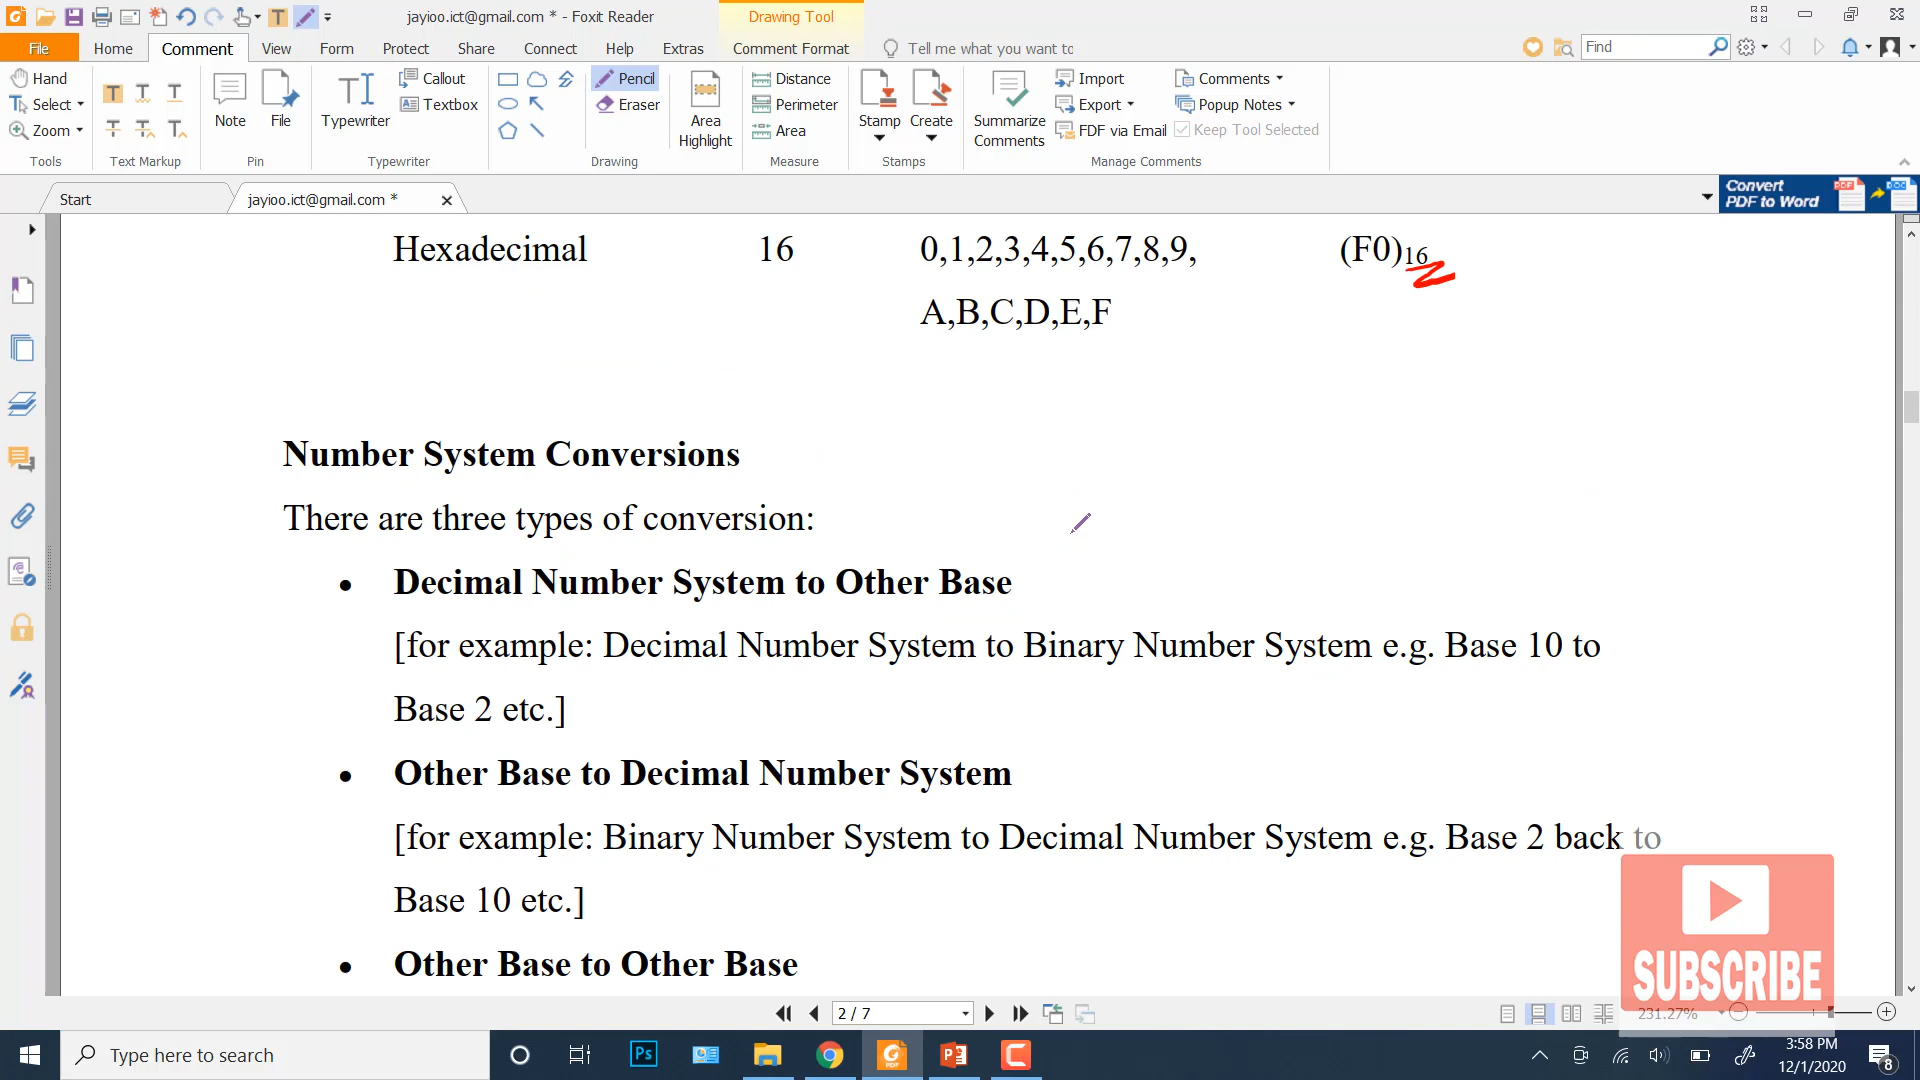 jayioo.ict@gmail.com * - Foxit Reader
Drawing Tool
File Home Comment View Form Protect Share Connect Help Extras Comment Format Tell me what you want to Find
Hand
Select
Zoom
Tools
Text Markup
Note
File
Pin
Typewriter
Callout
Textbox
Typewriter
Pencil
Eraser
Drawing
Area
Highlight
Distance
Perimeter
Area
Measure
Stamp
Create
Stamps
Summarize
Comments
Import
Export
FDF via Email
Comments
Popup Notes
Keep Tool Selected
Manage Comments
Start
jayioo.ict@gmail.com *
Convert
PDF to Word
PDF
DOC
Hexadecimal 16 0,1,2,3,4,5,6,7,8,9, (F0)16
A,B,C,D,E,F
Number System Conversions
There are three types of conversion:
• Decimal Number System to Other Base
[for example: Decimal Number System to Binary Number System e.g. Base 10 to
Base 2 etc.]
• Other Base to Decimal Number System
[for example: Binary Number System to Decimal Number System e.g. Base 2 back to
Base 10 etc.]
• Other Base to Other Base
SUBSCRIBE
2 / 7
231.27%
Type here to search
Ps
3:58 PM
12/1/2020
8